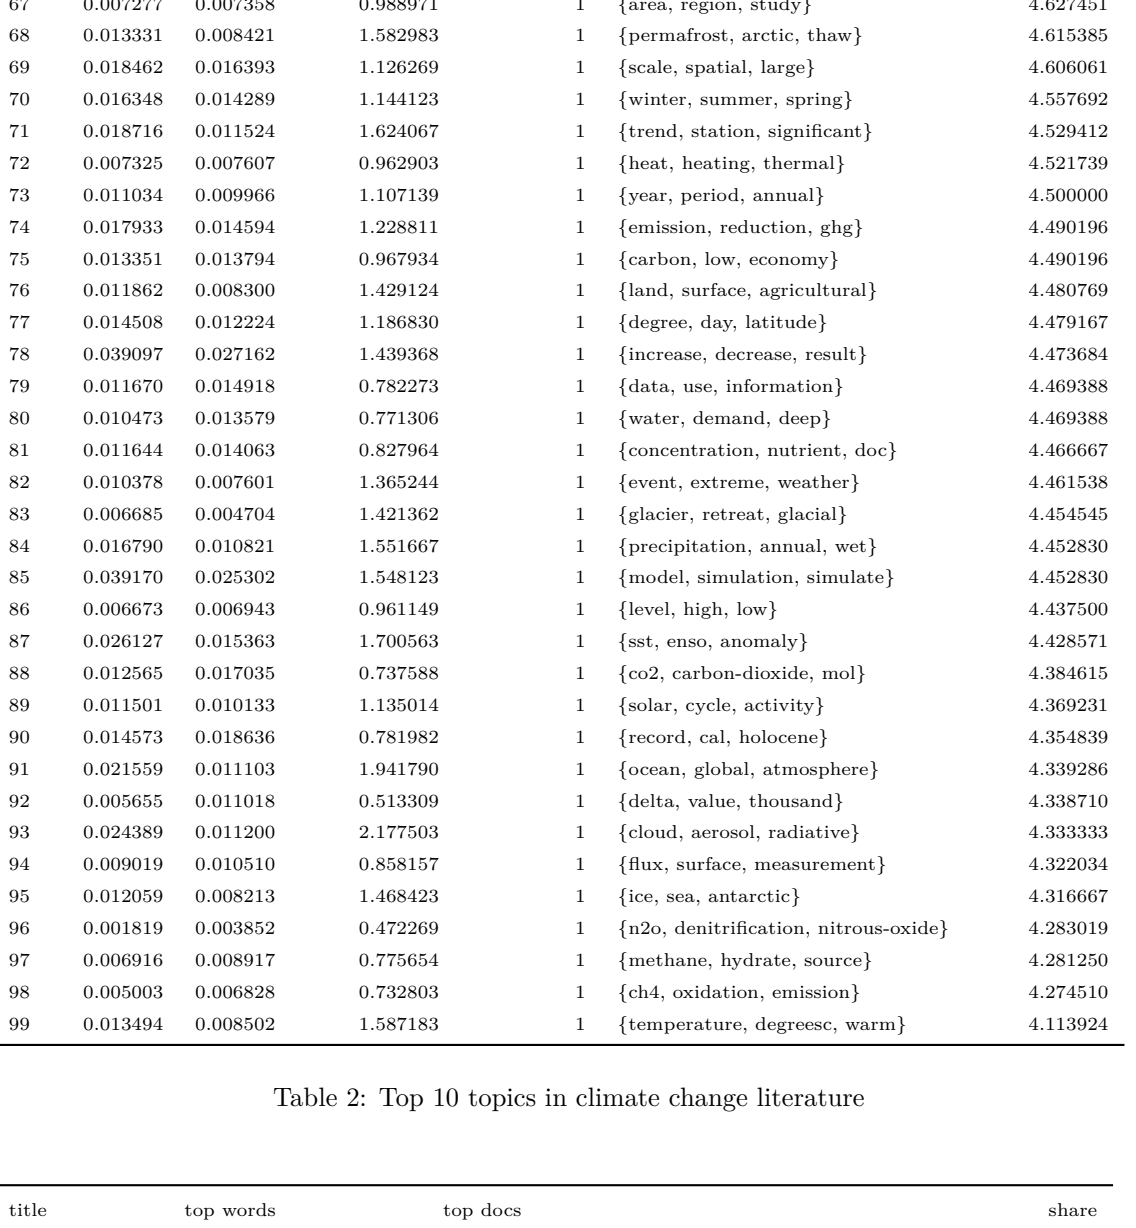 67 0.007277 0.007358 0.988971 1 {area, region, study} 4.627451
68 0.013331 0.008421 1.582983 1 {permafrost, arctic, thaw} 4.615385
69 0.018462 0.016393 1.126269 1 {scale, spatial, large} 4.606061
70 0.016348 0.014289 1.144123 1 {winter, summer, spring} 4.557692
71 0.018716 0.011524 1.624067 1 {trend, station, significant} 4.529412
72 0.007325 0.007607 0.962903 1 {heat, heating, thermal} 4.521739
73 0.011034 0.009966 1.107139 1 {year, period, annual} 4.500000
74 0.017933 0.014594 1.228811 1 {emission, reduction, ghg} 4.490196
75 0.013351 0.013794 0.967934 1 {carbon, low, economy} 4.490196
76 0.011862 0.008300 1.429124 1 {land, surface, agricultural} 4.480769
77 0.014508 0.012224 1.186830 1 {degree, day, latitude} 4.479167
78 0.039097 0.027162 1.439368 1 {increase, decrease, result} 4.473684
79 0.011670 0.014918 0.782273 1 {data, use, information} 4.469388
80 0.010473 0.013579 0.771306 1 {water, demand, deep} 4.469388
81 0.011644 0.014063 0.827964 1 {concentration, nutrient, doc} 4.466667
82 0.010378 0.007601 1.365244 1 {event, extreme, weather} 4.461538
83 0.006685 0.004704 1.421362 1 {glacier, retreat, glacial} 4.454545
84 0.016790 0.010821 1.551667 1 {precipitation, annual, wet} 4.452830
85 0.039170 0.025302 1.548123 1 {model, simulation, simulate} 4.452830
86 0.006673 0.006943 0.961149 1 {level, high, low} 4.437500
87 0.026127 0.015363 1.700563 1 {sst, enso, anomaly} 4.428571
88 0.012565 0.017035 0.737588 1 {co2, carbon-dioxide, mol} 4.384615
89 0.011501 0.010133 1.135014 1 {solar, cycle, activity} 4.369231
90 0.014573 0.018636 0.781982 1 {record, cal, holocene} 4.354839
91 0.021559 0.011103 1.941790 1 {ocean, global, atmosphere} 4.339286
92 0.005655 0.011018 0.513309 1 {delta, value, thousand} 4.338710
93 0.024389 0.011200 2.177503 1 {cloud, aerosol, radiative} 4.333333
94 0.009019 0.010510 0.858157 1 {flux, surface, measurement} 4.322034
95 0.012059 0.008213 1.468423 1 {ice, sea, antarctic} 4.316667
96 0.001819 0.003852 0.472269 1 {n2o, denitrification, nitrous-oxide} 4.283019
97 0.006916 0.008917 0.775654 1 {methane, hydrate, source} 4.281250
98 0.005003 0.006828 0.732803 1 {ch4, oxidation, emission} 4.274510
99 0.013494 0.008502 1.587183 1 {temperature, degreesc, warm} 4.113924
Table 2: Top 10 topics in climate change literature
title top words top docs share